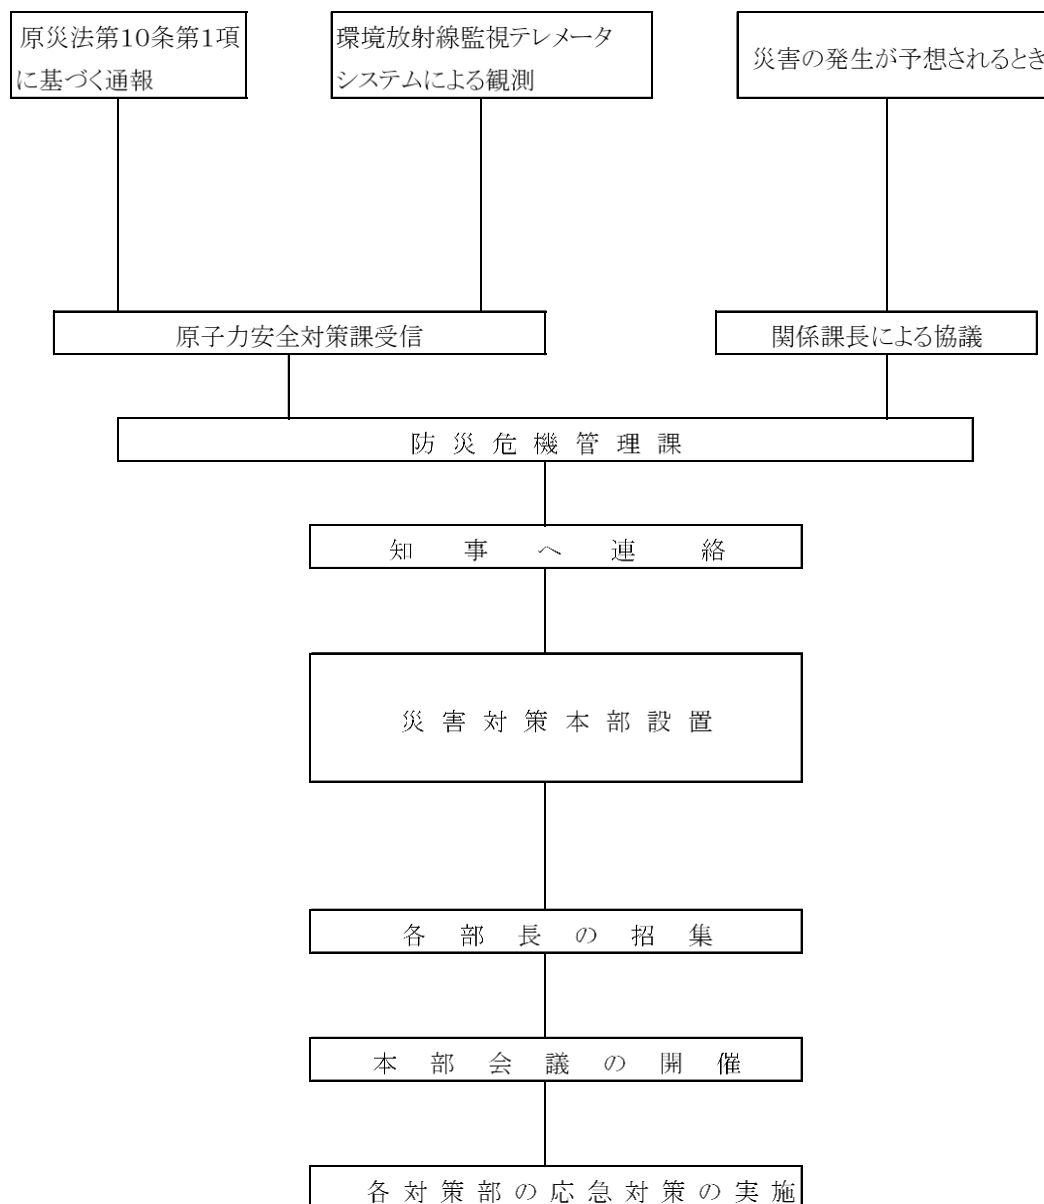 原災法第10条第1項
に基づく通報
環境放射線監視テレメータ
システムによる観測
災害の発生が予想されるとき
原子力安全対策課受信
関係課長による協議
防災危機管理課
知事へ連絡
災害対策本部設置
各部長の招集
本部会議の開催
各対策部の応急対策の実施